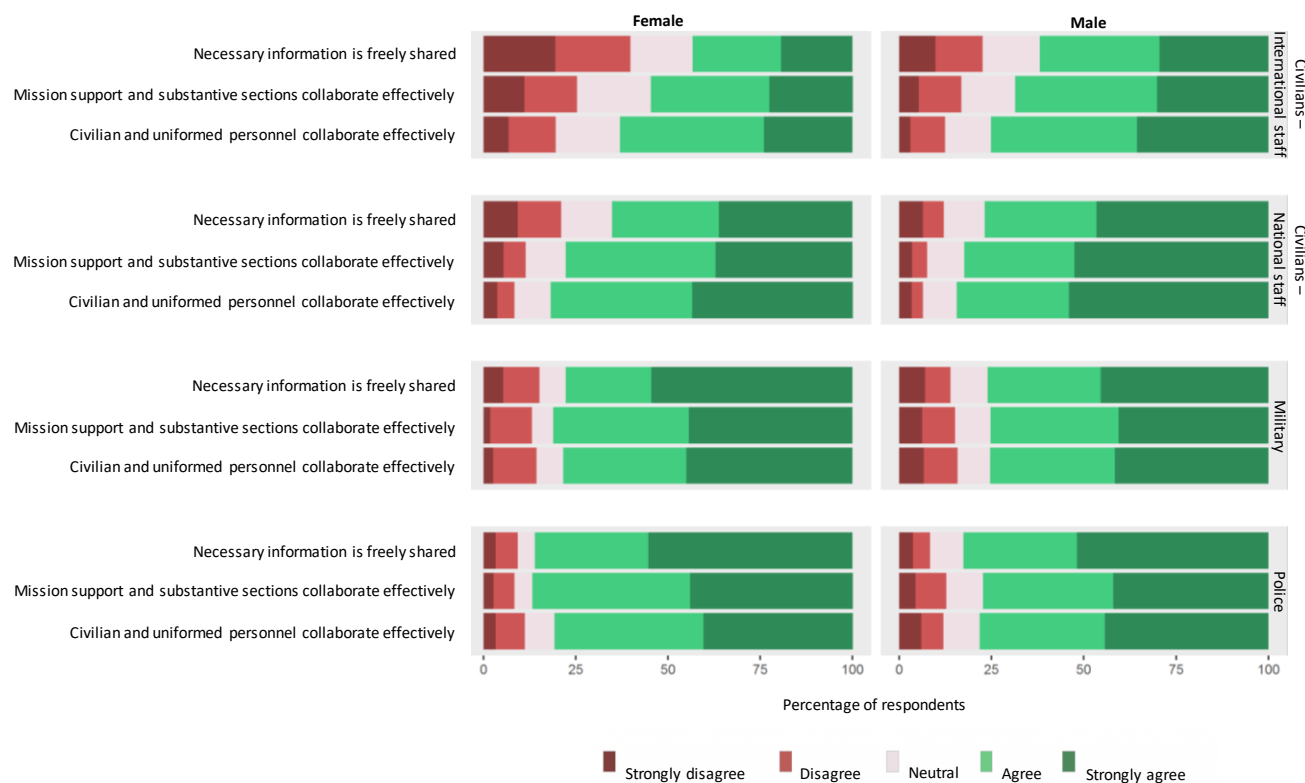 Female Male
Necessary information is freely shared
Mission support and substantive sections collaborate effectively
Civilian and uniformed personnel collaborate effectively
Civilians –
International staff
Necessary information is freely shared
Mission support and substantive sections collaborate effectively
Civilian and uniformed personnel collaborate effectively
Civilians –
National staff
Necessary information is freely shared
Mission support and substantive sections collaborate effectively
Civilian and uniformed personnel collaborate effectively
Military
Necessary information is freely shared
Mission support and substantive sections collaborate effectively
Civilian and uniformed personnel collaborate effectively
Police
0 25 50 75 100 0 25 50 75 100
Percentage of respondents
Strongly disagree Disagree Neutral Agree Strongly agree